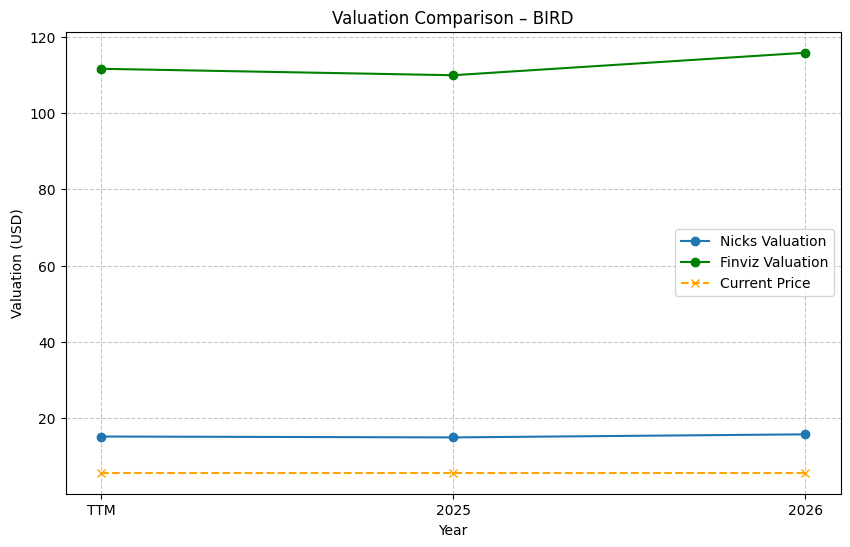 Valuation Comparison – BIRD
Valuation (USD)
120
100
80
60
40
20
Nicks Valuation
Finviz Valuation
Current Price
TTM
2025
2026
Year